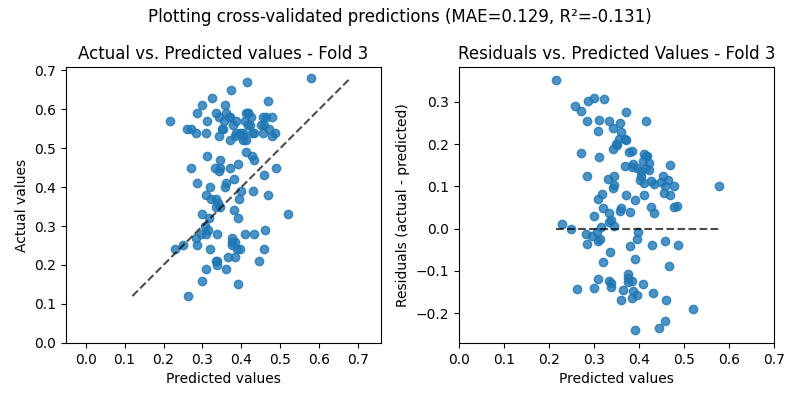 Plotting cross-validated predictions (MAE=0.129, R²=-0.131)
Actual vs. Predicted values - Fold 3
Actual values
0.7
0.6
0.5
0.4
0.3
0.2
0.1
0.0
0.0 0.1 0.2 0.3 0.4 0.5 0.6 0.7
Predicted values
Residuals vs. Predicted Values - Fold 3
Residuals (actual - predicted)
0.3
0.2
0.1
0.0
−0.1
−0.2
0.0 0.1 0.2 0.3 0.4 0.5 0.6 0.7
Predicted values